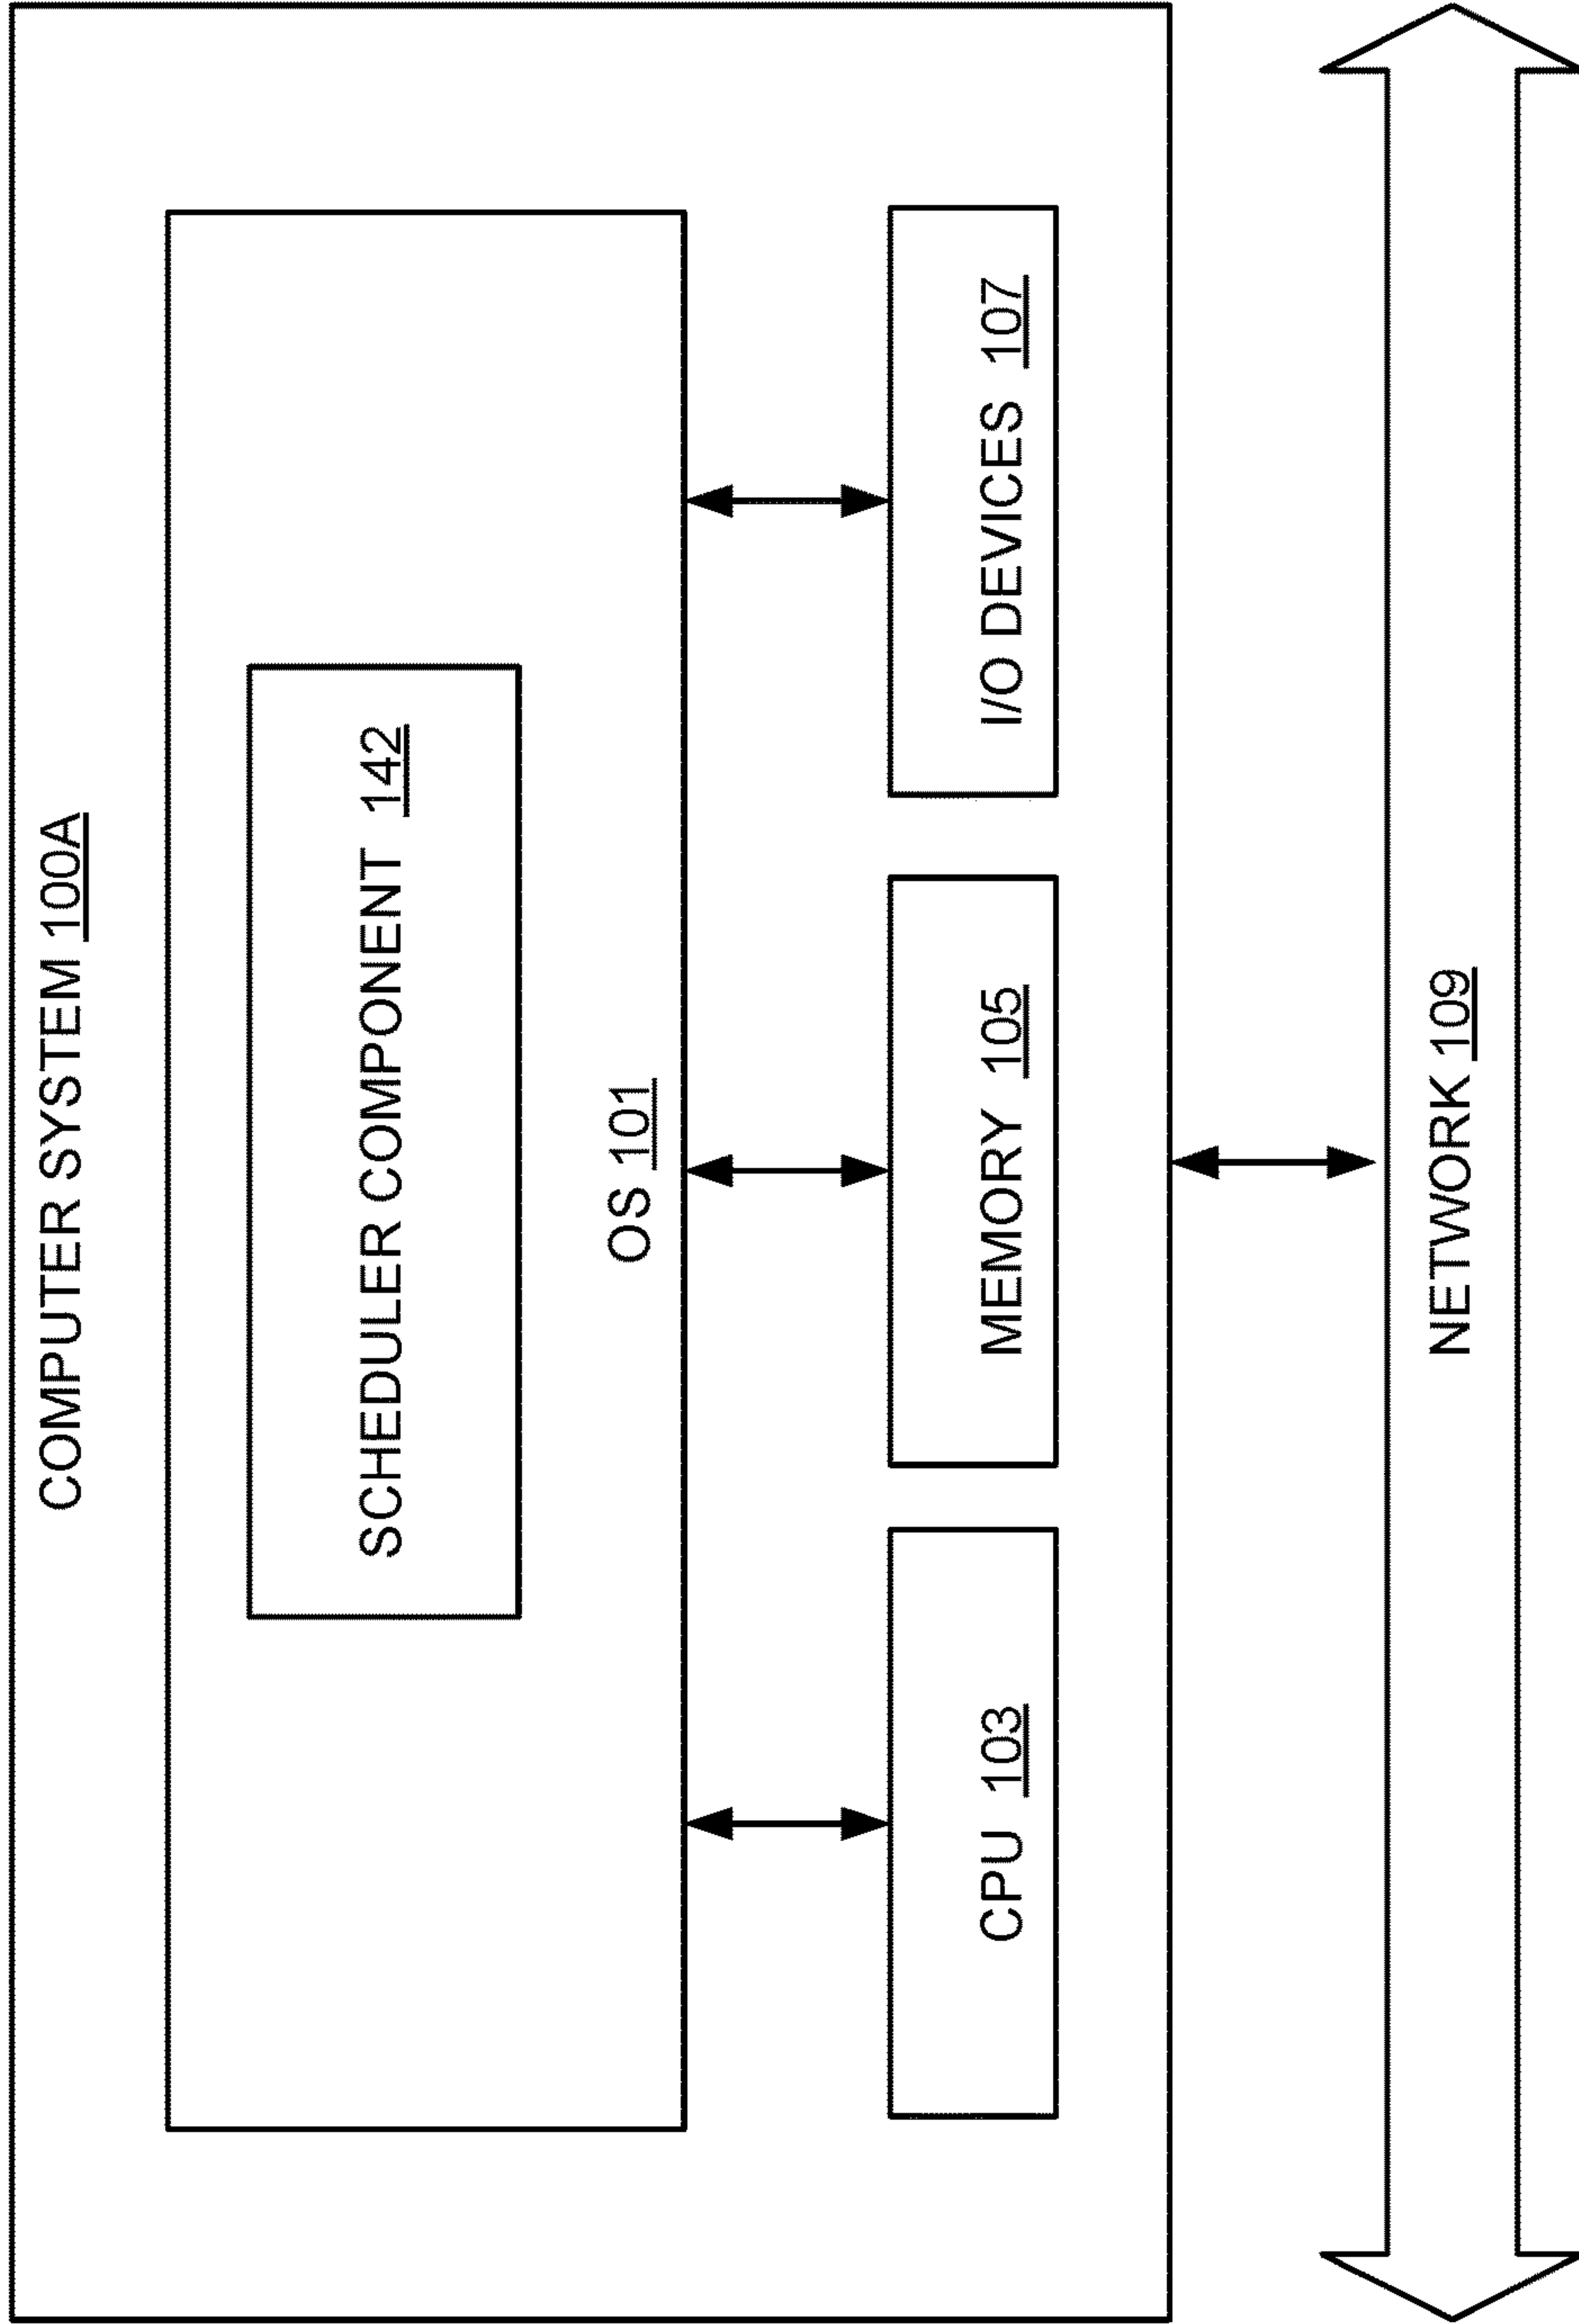 COMPUTER SYSTEM 100A
SCHEDULER COMPONENT 142
OS 101
CPU 103
MEMORY 105
I/O DEVICES 107
NETWORK 109